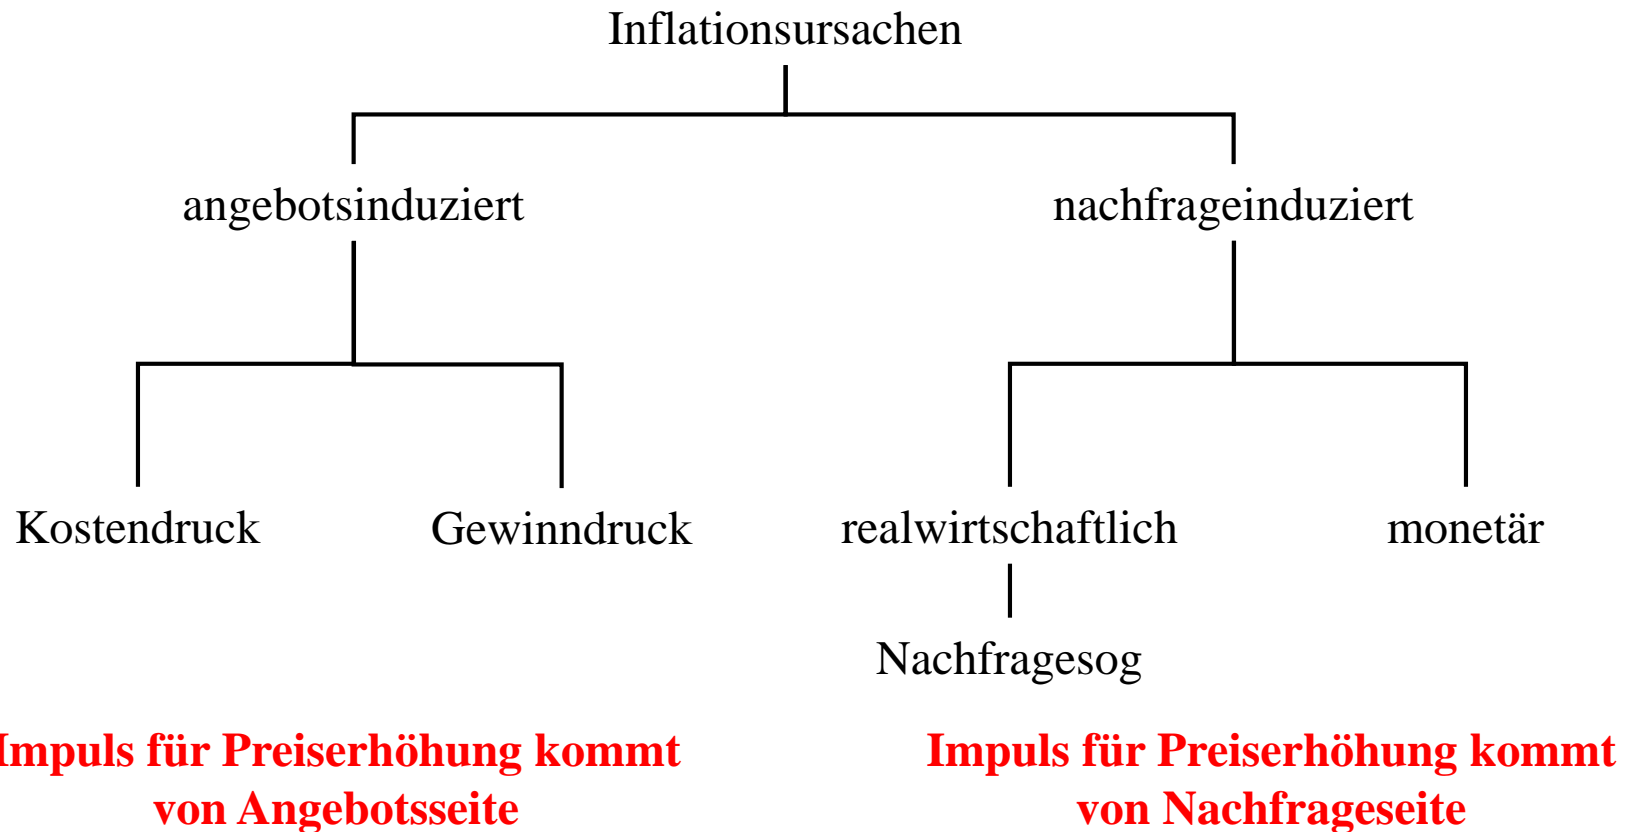 Inflationsursachen
angebotsinduziert
nachfrageinduziert
Kostendruck
Gewinndruck
realwirtschaftlich
monetär
Nachfragesog
Impuls für Preiserhöhung kommt
von Angebotsseite
Impuls für Preiserhöhung kommt
von Nachfrageseite